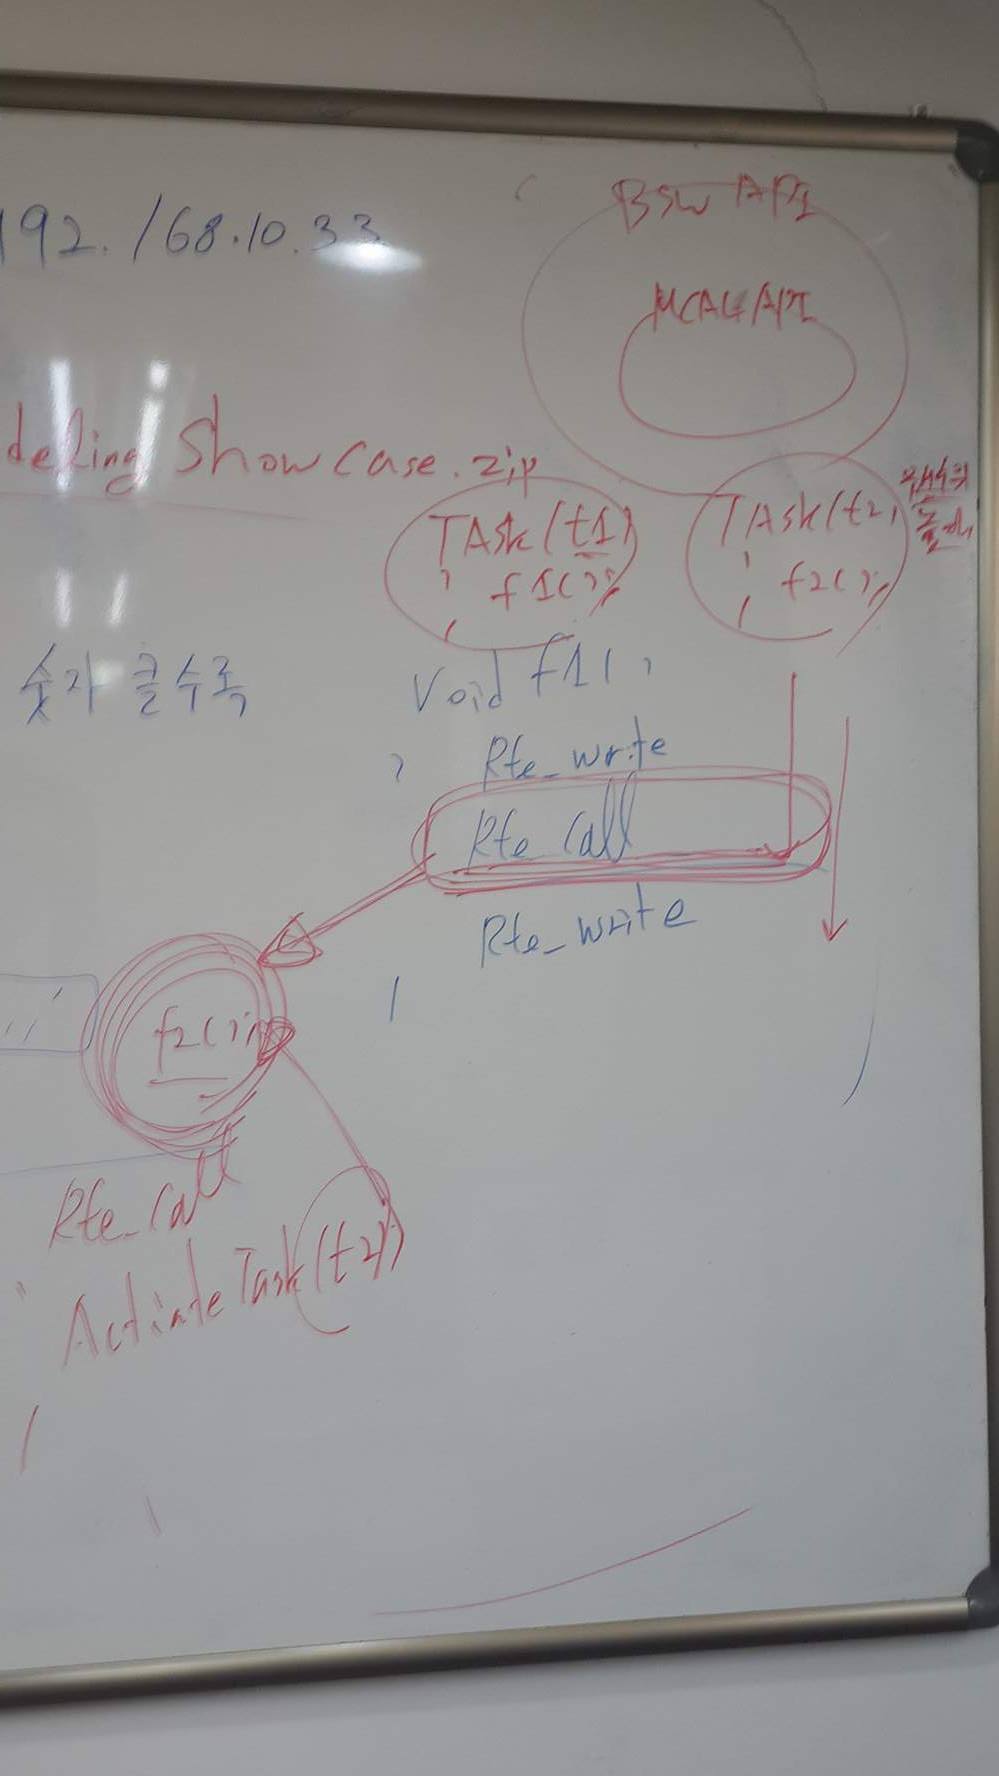 BSW API
192.168.10.33
MCAL API
deling Showcase.zip
TASK(t1)
f1();
TASK(t2)
f2();
숫자 클수록
void f1()
Rte_write
Rte_call
Rte_write
f2();
Rte_call
ActivateTask(t2)